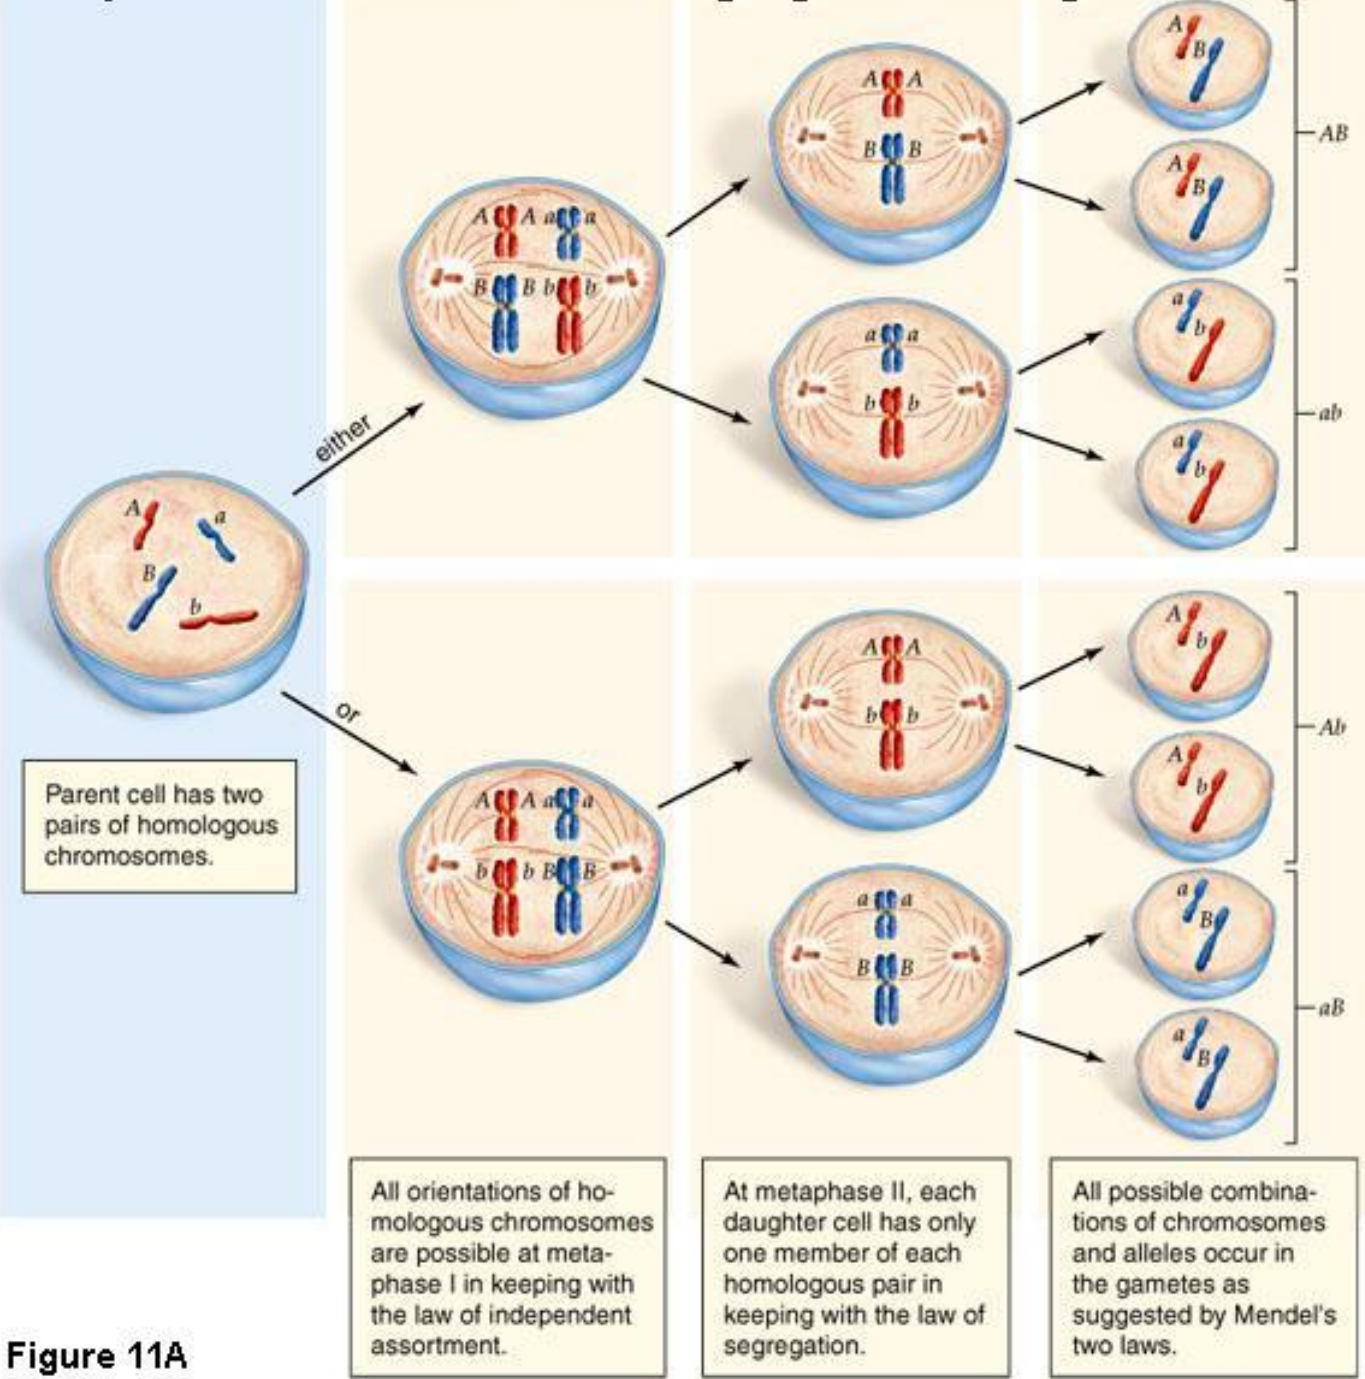 A
B
A A
B B
AB
A
B
A A a a
B B b b
a
b
a a
b b
ab
a
b
either
A
a
B
b
A
b
A A
b b
Ab
A
b
or
Parent cell has two
pairs of homologous
chromosomes.
A A a a
b b B B
a
B
a a
B B
aB
a
B
All orientations of ho-
mologous chromosomes
are possible at meta-
phase I in keeping with
the law of independent
assortment.
At metaphase II, each
daughter cell has only
one member of each
homologous pair in
keeping with the law of
segregation.
All possible combina-
tions of chromosomes
and alleles occur in
the gametes as
suggested by Mendel's
two laws.
Figure 11A